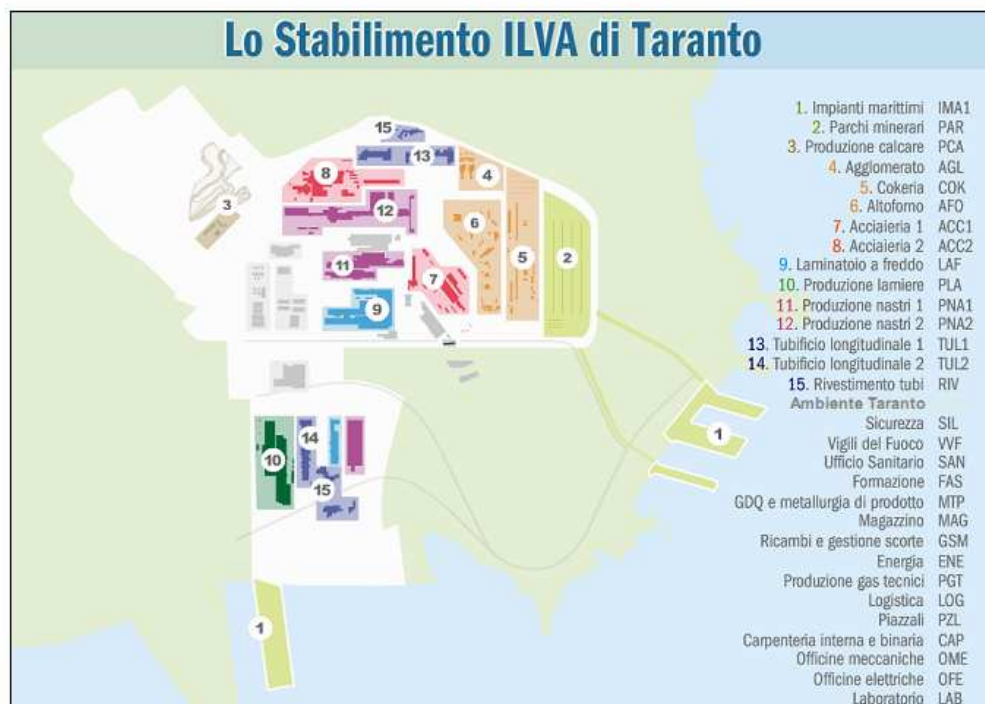 Lo Stabilimento ILVA di Taranto
1. Impianti marittimi IMA1
2. Parchi minerari PAR
3. Produzione calcare PCA
4. Agglomerato AGL
5. Cokeria COK
6. Altoforno AFO
7. Acciaieria 1 ACC1
8. Acciaieria 2 ACC2
9. Laminatoio a freddo LAF
10. Produzione lamiere PLA
11. Produzione nastri 1 PNA1
12. Produzione nastri 2 PNA2
13. Tubificio longitudinale 1 TUL1
14. Tubificio longitudinale 2 TUL2
15. Rivestimento tubi RIV
Ambiente Taranto
Sicurezza SIL
Vigili del Fuoco VVF
Ufficio Sanitario SAN
Formazione FAS
GDQ e metallurgia di prodotto MTP
Magazzino MAG
Ricambi e gestione scorte GSM
Energia ENE
Produzione gas tecnici PGT
Logistica LOG
Piazzali PZL
Carpenteria interna e binaria CAP
Officine meccaniche OME
Officine elettriche OFE
Laboratorio LAB
15
13
8
4
3
12
6
11
7
5
2
9
1
14
10
15
1